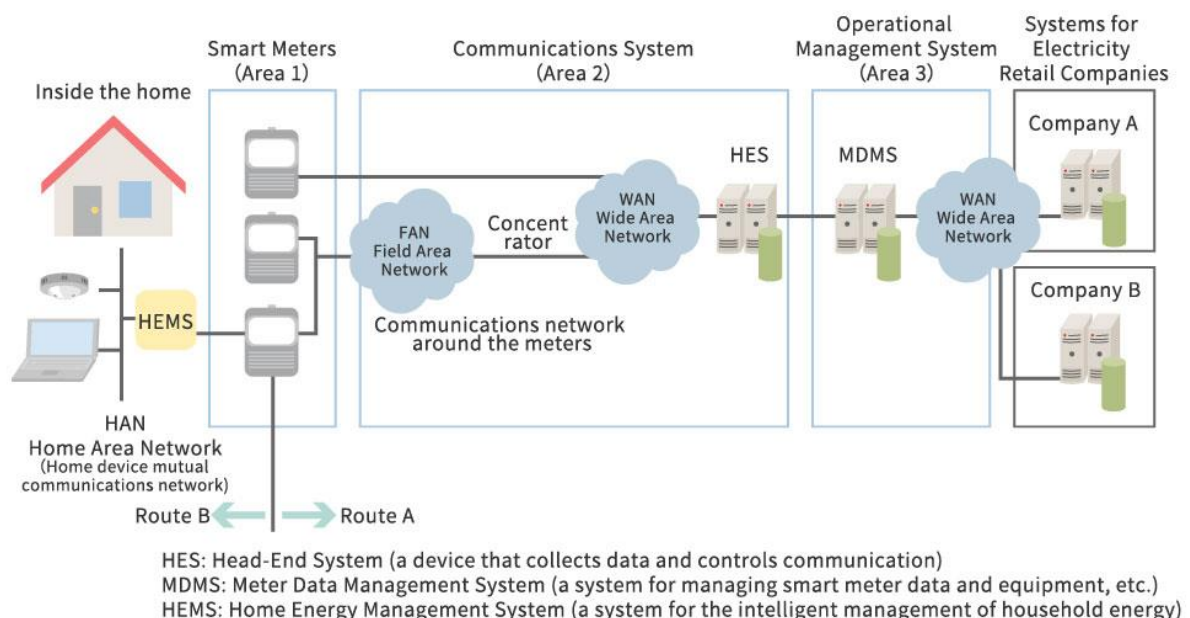 Smart Meters
(Area 1)
Communications System
(Area 2)
Operational
Management System
(Area 3)
Systems for
Electricity
Retail Companies
Inside the home
Company A
HES
MDMS
WAN
Wide Area
Network
WAN
Wide Area
Network
FAN
Field Area
Network
Concent
rator
HEMS
Communications network
around the meters
Company B
HAN
Home Area Network
(Home device mutual
communications network)
Route B
Route A
HES: Head-End System (a device that collects data and controls communication)
MDMS: Meter Data Management System (a system for managing smart meter data and equipment, etc.)
HEMS: Home Energy Management System (a system for the intelligent management of household energy)